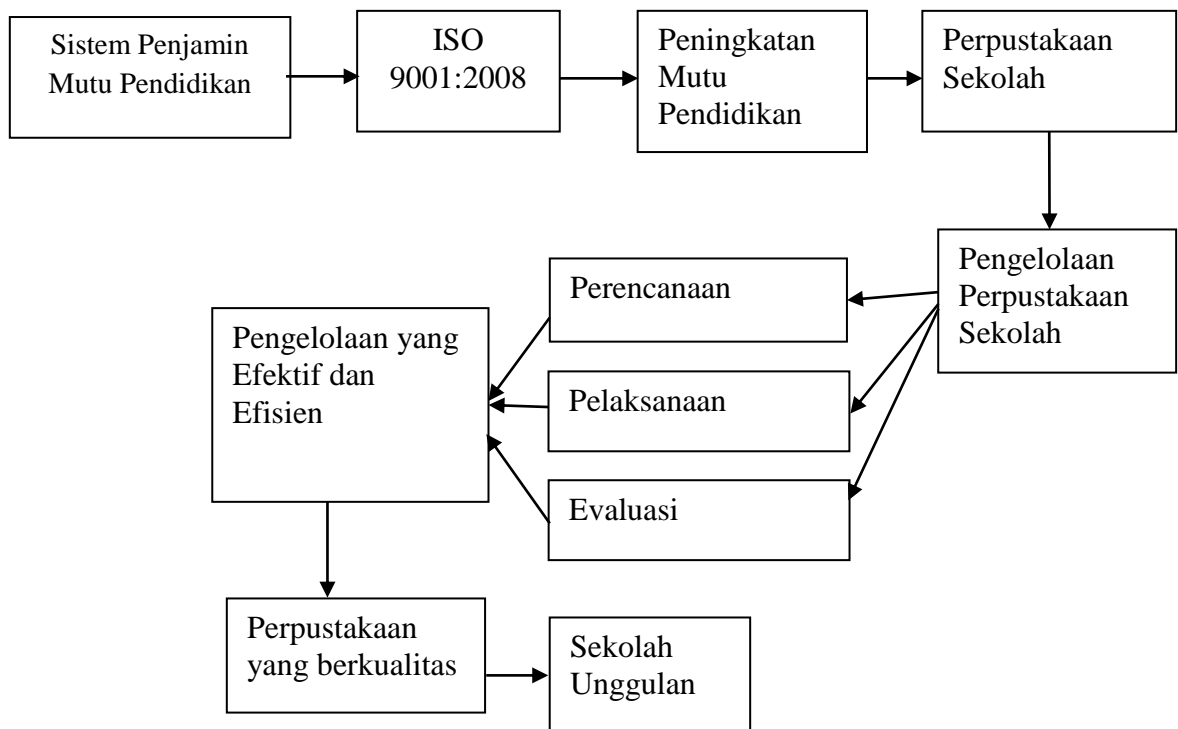 Sistem Penjamin
Mutu Pendidikan
ISO
9001:2008
Peningkatan
Mutu
Pendidikan
Perpustakaan
Sekolah
Pengelolaan
Perpustakaan
Sekolah
Perencanaan
Pelaksanaan
Evaluasi
Pengelolaan yang
Efektif dan
Efisien
Perpustakaan
yang berkualitas
Sekolah
Unggulan